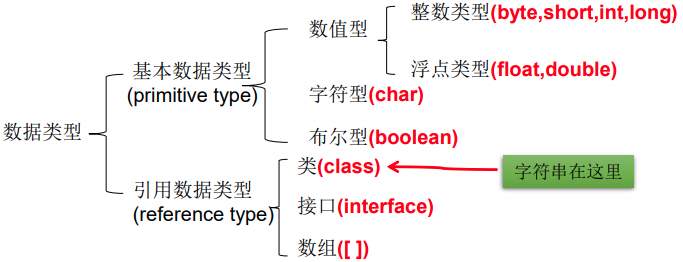 整数类型(byte,short,int,long)
数值型
浮点类型(float,double)
基本数据类型
(primitive type)
字符型(char)
数据类型
布尔型(boolean)
类(class)
字符串在这里
引用数据类型
(reference type)
接口(interface)
数组([ ])